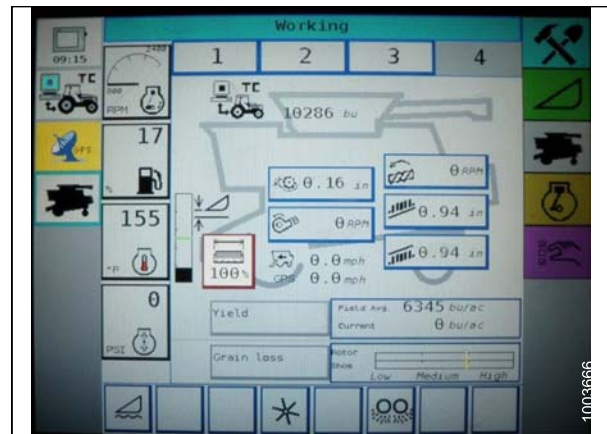 Working
09:15
2400
800
RPM
1 2 3 4
TC
TC
10286 bu
GPS
17
%
0.16 in
0 RPM
0 RPM
0.94 in
155
°F
0.94 in
100%
0.0 mph
GPS 0.0 mph
0
PSI
Yield
Field Avg. 6345 bu/ac
Current 0 bu/ac
Grain loss
Rotor
Shoe
Low Medium High
1003666